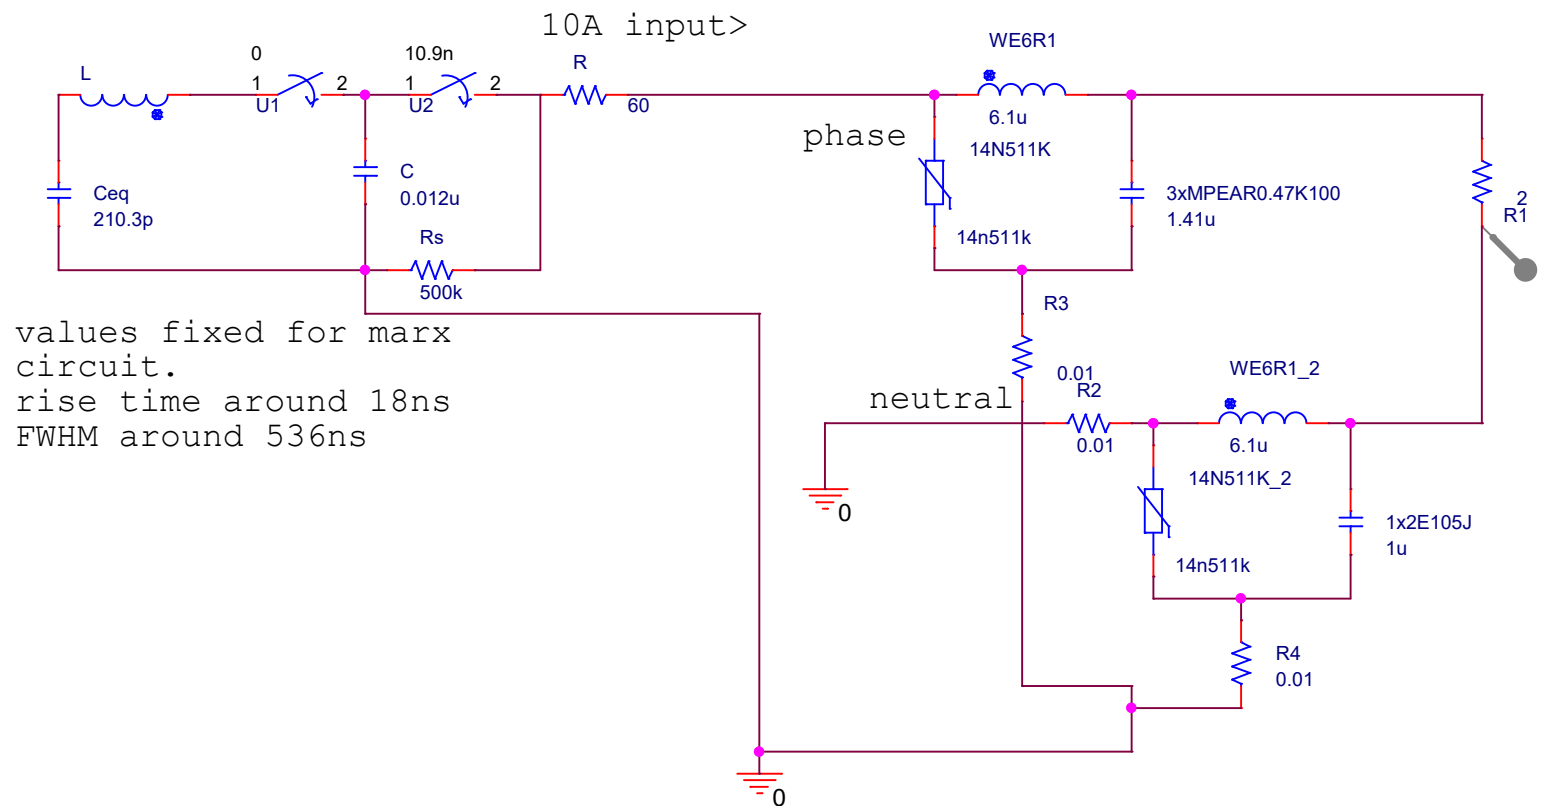 10A input>
WE6R1
0
10.9n
R
L
1
2
1
2
U1
U2
60
6.1u
phase
14N511K
C
0.012u
Ceq
210.3p
3xMPEAR0.47K100
1.41u
2
R1
Rs
500k
14n511k
R3
0.01
values fixed for marx
circuit.
rise time around 18ns
FWHM around 536ns
neutral
R2
0.01
WE6R1_2
6.1u
14N511K_2
0
1x2E105J
1u
14n511k
R4
0.01
0